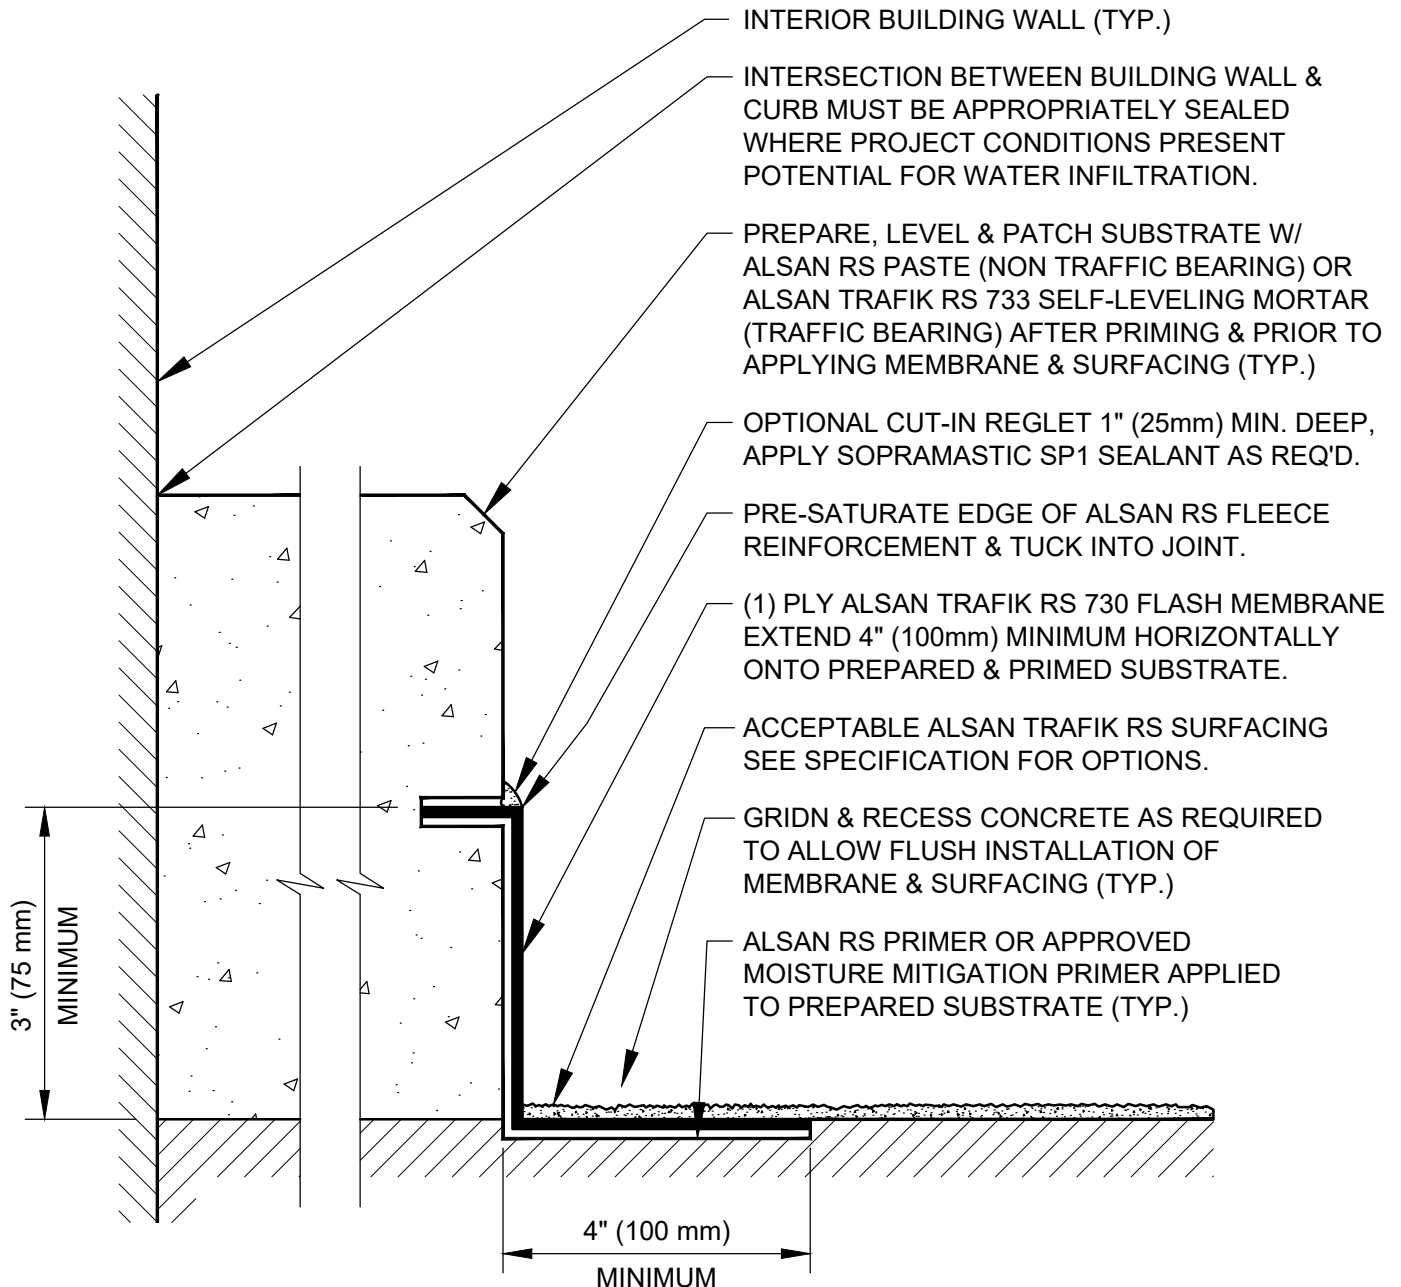 INTERIOR BUILDING WALL (TYP.)
INTERSECTION BETWEEN BUILDING WALL &
CURB MUST BE APPROPRIATELY SEALED
WHERE PROJECT CONDITIONS PRESENT
POTENTIAL FOR WATER INFILTRATION.
PREPARE, LEVEL & PATCH SUBSTRATE W/
ALSAN RS PASTE (NON TRAFFIC BEARING) OR
ALSAN TRAFIK RS 733 SELF-LEVELING MORTAR
(TRAFFIC BEARING) AFTER PRIMING & PRIOR TO
APPLYING MEMBRANE & SURFACING (TYP.)
OPTIONAL CUT-IN REGLET 1" (25mm) MIN. DEEP,
APPLY SOPRAMASTIC SP1 SEALANT AS REQ'D.
PRE-SATURATE EDGE OF ALSAN RS FLEECE
REINFORCEMENT & TUCK INTO JOINT.
(1) PLY ALSAN TRAFIK RS 730 FLASH MEMBRANE
EXTEND 4" (100mm) MINIMUM HORIZONTALLY
ONTO PREPARED & PRIMED SUBSTRATE.
ACCEPTABLE ALSAN TRAFIK RS SURFACING
SEE SPECIFICATION FOR OPTIONS.
GRIDN & RECESS CONCRETE AS REQUIRED
TO ALLOW FLUSH INSTALLATION OF
MEMBRANE & SURFACING (TYP.)
ALSAN RS PRIMER OR APPROVED
MOISTURE MITIGATION PRIMER APPLIED
TO PREPARED SUBSTRATE (TYP.)
3" (75 mm)
MINIMUM
4" (100 mm)
MINIMUM